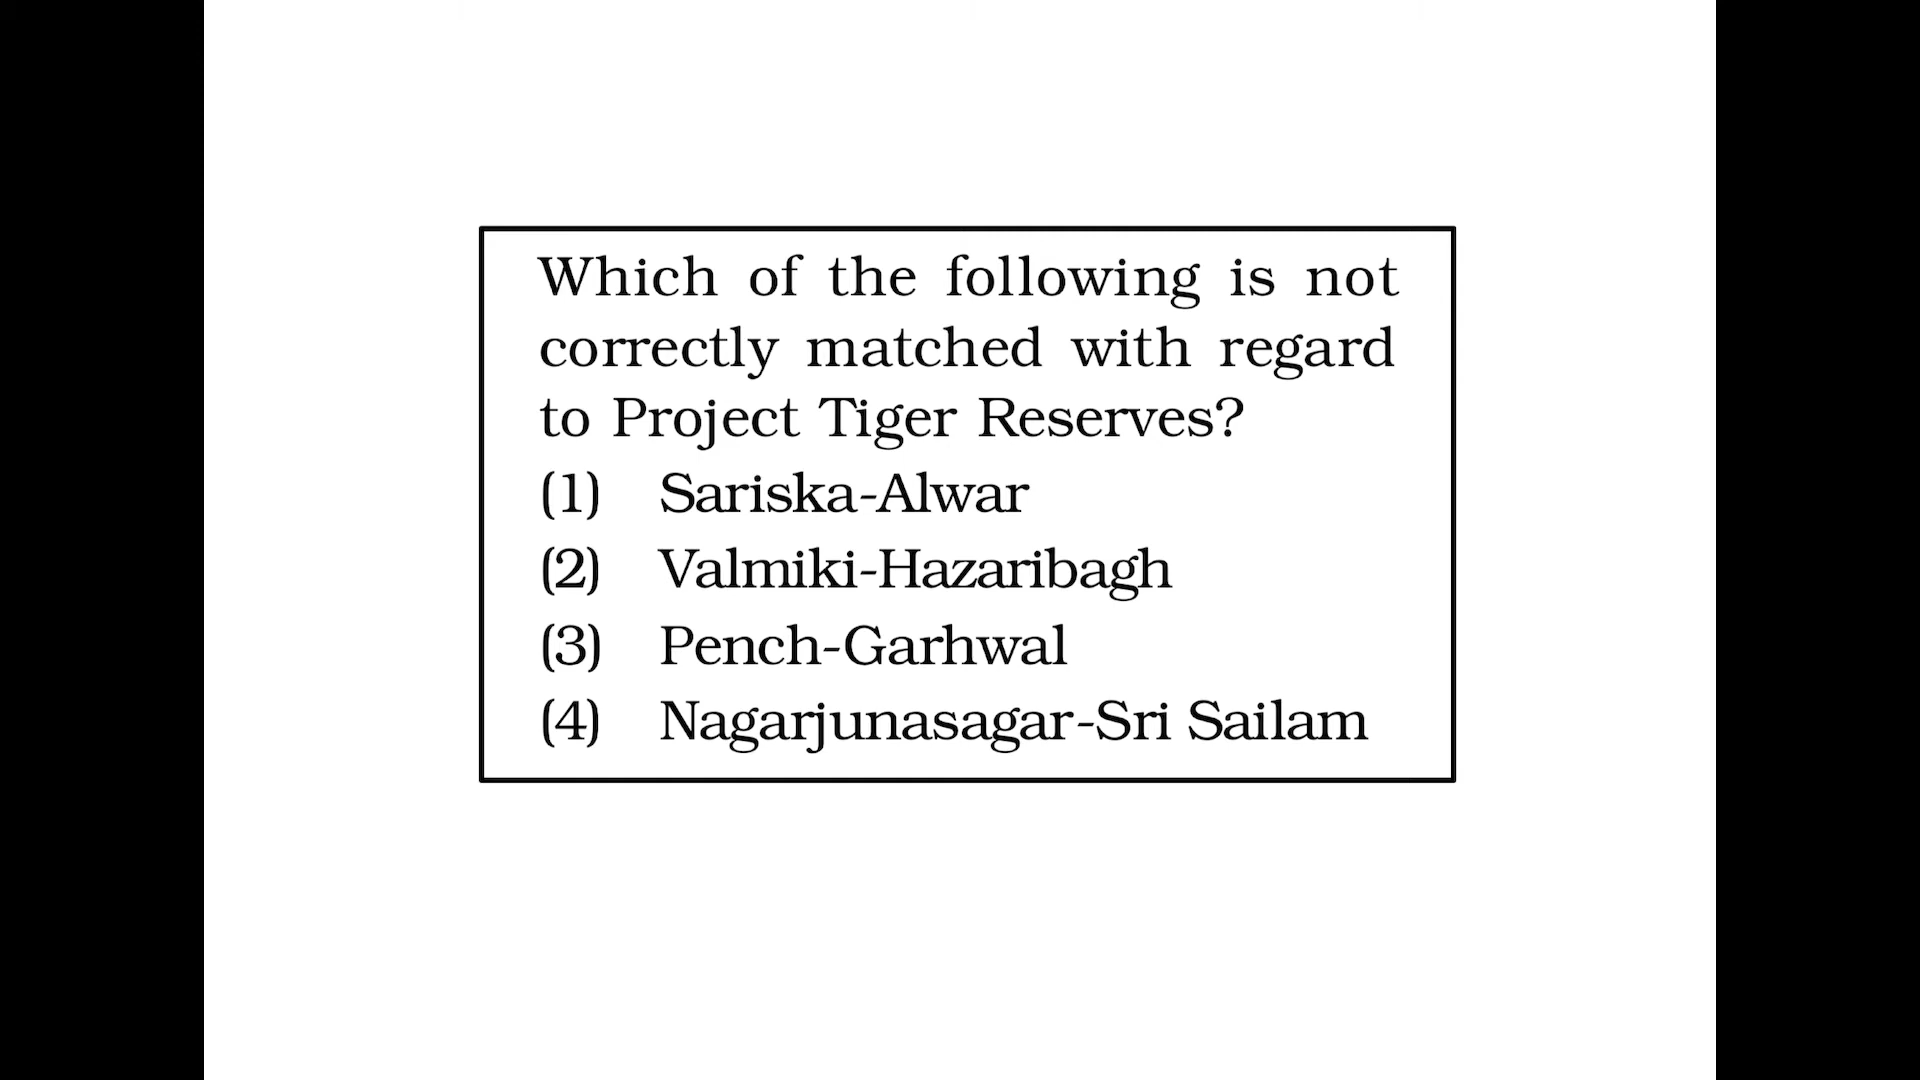 Which of the following is not
correctly matched with regard
to Project Tiger Reserves?
(1) Sariska-Alwar
(2) Valmiki-Hazaribagh
(3) Pench-Garhwal
(4) Nagarjunasagar-Sri Sailam